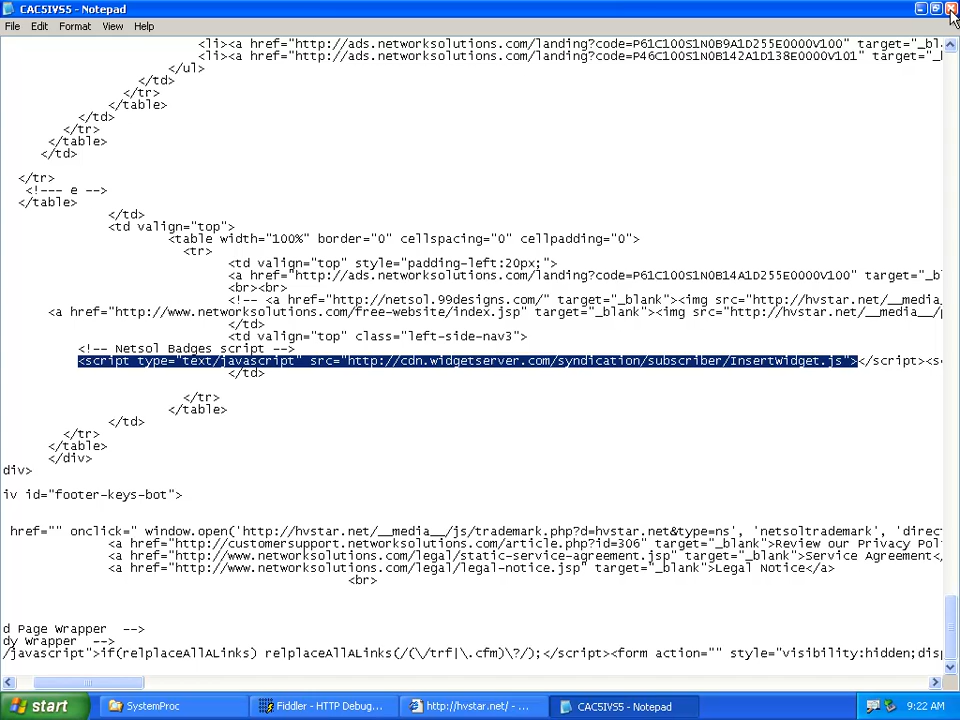 CAC5IVS5 - Notepad
File Edit Format View Help
<li><a href="http://ads.networksolutions.com/landing?code=P61C100S1N0B9A1D255E0000V100" target="_bl
<li><a href="http://ads.networksolutions.com/landing?code=P46C100S1N0B142A1D138E0000V101" target="_
</ul>
</td>
</tr>
</table>
</td>
</tr>
</table>
</td>
</tr>
<!--- e -->
</table>
</td>
<td valign="top">
<table width="100%" border="0" cellspacing="0" cellpadding="0">
<tr>
<td valign="top" style="padding-left:20px;">
<a href="http://ads.networksolutions.com/landing?code=P61C100S1N0B14A1D255E0000V100" target="_b
<br><br>
<!-- <a href="http://netsol.99designs.com/" target="_blank"><img src="http://hvstar.net/__media_
<a href="http://www.networksolutions.com/free-website/index.jsp" target="_blank"><img src="http://hvstar.net/__media__/
</td>
<td valign="top" class="left-side-nav3">
<!-- Netsol Badges script -->
<script type="text/javascript" src="http://cdn.widgetserver.com/syndication/subscriber/InsertWidget.js"></script><s
</td>
</tr>
</table>
</td>
</tr>
</table>
</div>
div>
iv id="footer-keys-bot">
href="" onclick=" window.open('http://hvstar.net/__media__/js/trademark.php?d=hvstar.net&type=ns', 'netsoltrademark', 'direc
<a href="http://customersupport.networksolutions.com/article.php?id=306" target="_blank">Review our Privacy Pol
<a href="http://www.networksolutions.com/legal/static-service-agreement.jsp" target="_blank">Service Agreement<
<a href="http://www.networksolutions.com/legal/legal-notice.jsp" target="_blank">Legal Notice</a>
<br>
d Page Wrapper -->
dy Wrapper -->
/javascript">if(relplaceAllALinks) relplaceAllALinks(/(\/trf|\.cfm)\?/);</script><form action="" style="visibility:hidden;disp
start SystemProc Fiddler - HTTP Debug... http://hvstar.net/ - ... CAC5IVS5 - Notepad 9:22 AM